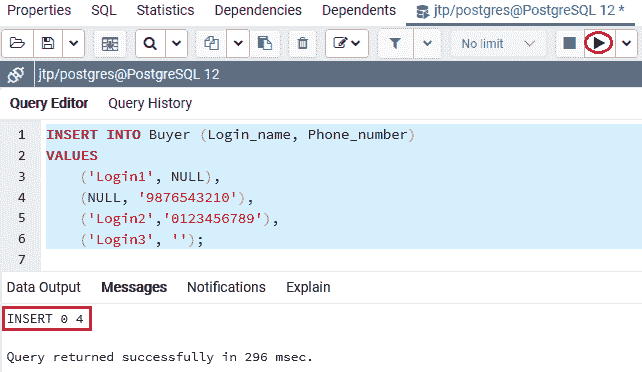 Properties SQL Statistics Dependencies Dependents jtp/postgres@PostgreSQL 12 *
No limit
jtp/postgres@PostgreSQL 12
Query Editor Query History
1 INSERT INTO Buyer (Login_name, Phone_number)
2 VALUES
3 ('Login1', NULL),
4 (NULL, '9876543210'),
5 ('Login2','0123456789'),
6 ('Login3', '');
7
Data Output Messages Notifications Explain
INSERT 0 4
Query returned successfully in 296 msec.